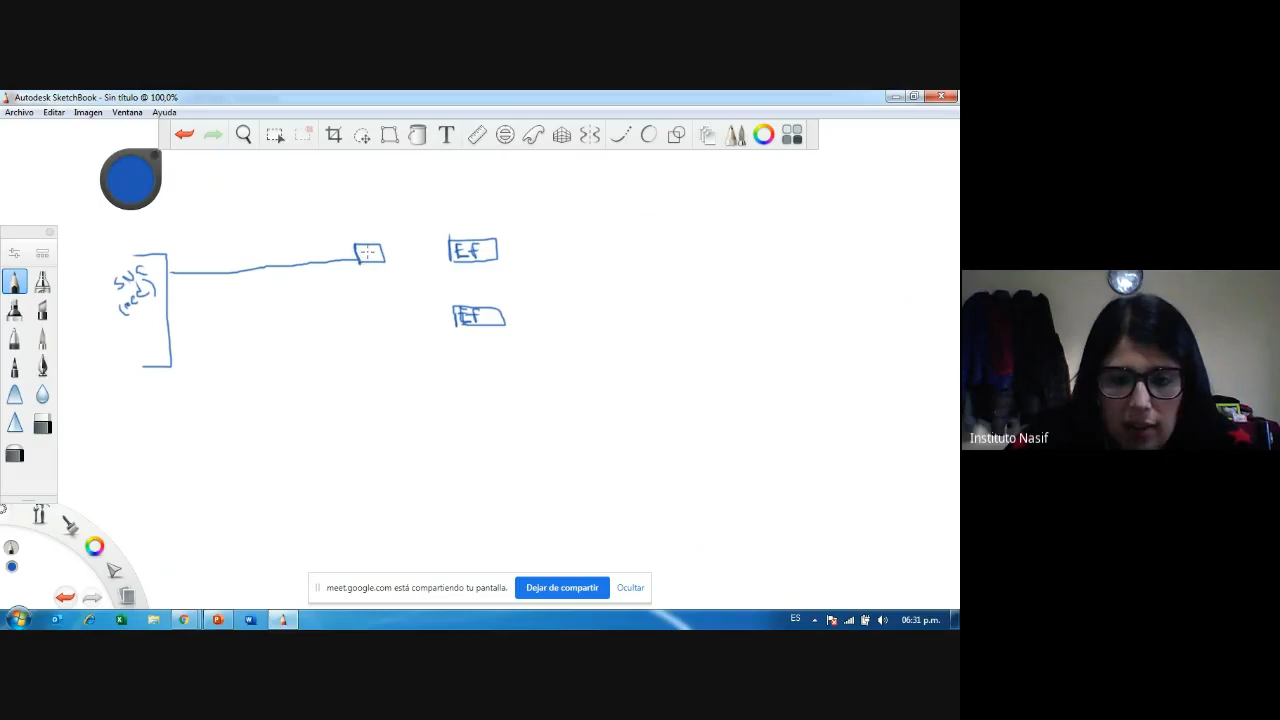 Autodesk SketchBook - Sin título @ 100,0%
Archivo Editar Imagen Ventana Ayuda
T
EF
SUC
EF
Instituto Nasif
meet.google.com está compartiendo tu pantalla. Dejar de compartir Ocultar
ES 06:31 p.m.